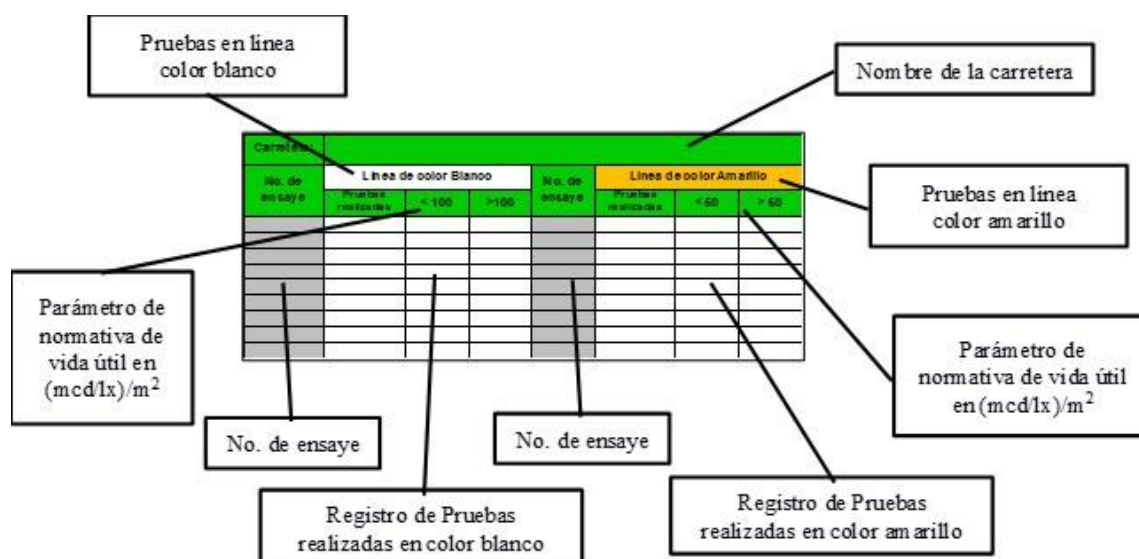 Pruebas en línea
color blanco
Nombre de la carretera
Carretera:
No. de
ensaye
Línea de color Blanco
No. de
ensaye
Línea de color Amarillo
Pruebas
realizadas
< 100
>100
Pruebas
realizadas
< 50
> 50
Pruebas en línea
color amarillo
Parámetro de
normativa de
vida útil en
(mcd/lx)/m²
Parámetro de
normativa de vida útil
en (mcd/lx)/m²
No. de ensaye
No. de ensaye
Registro de Pruebas
realizadas en color blanco
Registro de Pruebas
realizadas en color amarillo